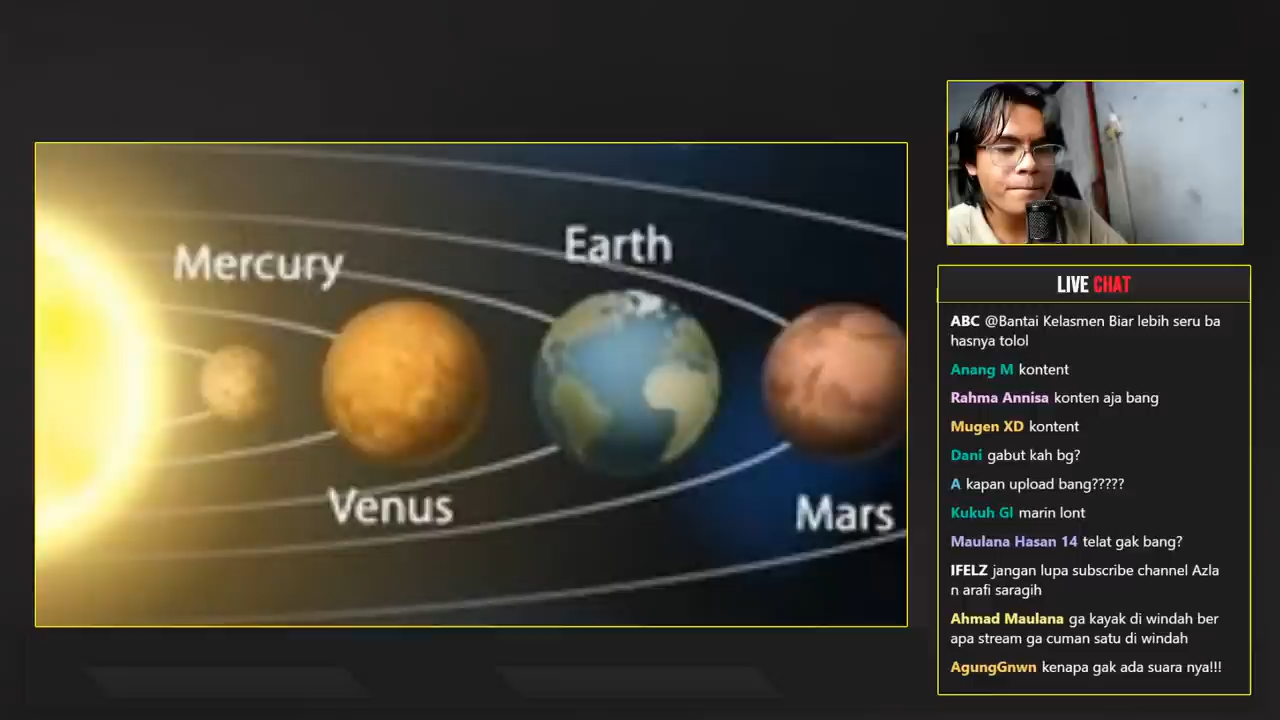 Mercury
Earth
Venus
Mars
LIVE CHAT
ABC @Bantai Kelasmen Biar lebih seru ba
hasnya tolol
Anang M kontent
Rahma Annisa konten aja bang
Mugen XD kontent
Dani gabut kah bg?
A kapan upload bang?????
Kukuh Gl marin lont
Maulana Hasan 14 telat gak bang?
IFELZ jangan lupa subscribe channel Azla
n arafi saragih
Ahmad Maulana ga kayak di windah ber
apa stream ga cuman satu di windah
AgungGnwn kenapa gak ada suara nya!!!